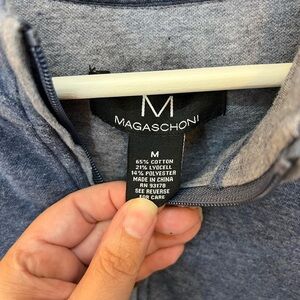 M
MAGASCHONI
M
65% COTTON
21% LYOCELL
14% POLYESTER
MADE IN CHINA
RN 93178
SEE REVERSE
FOR CARE